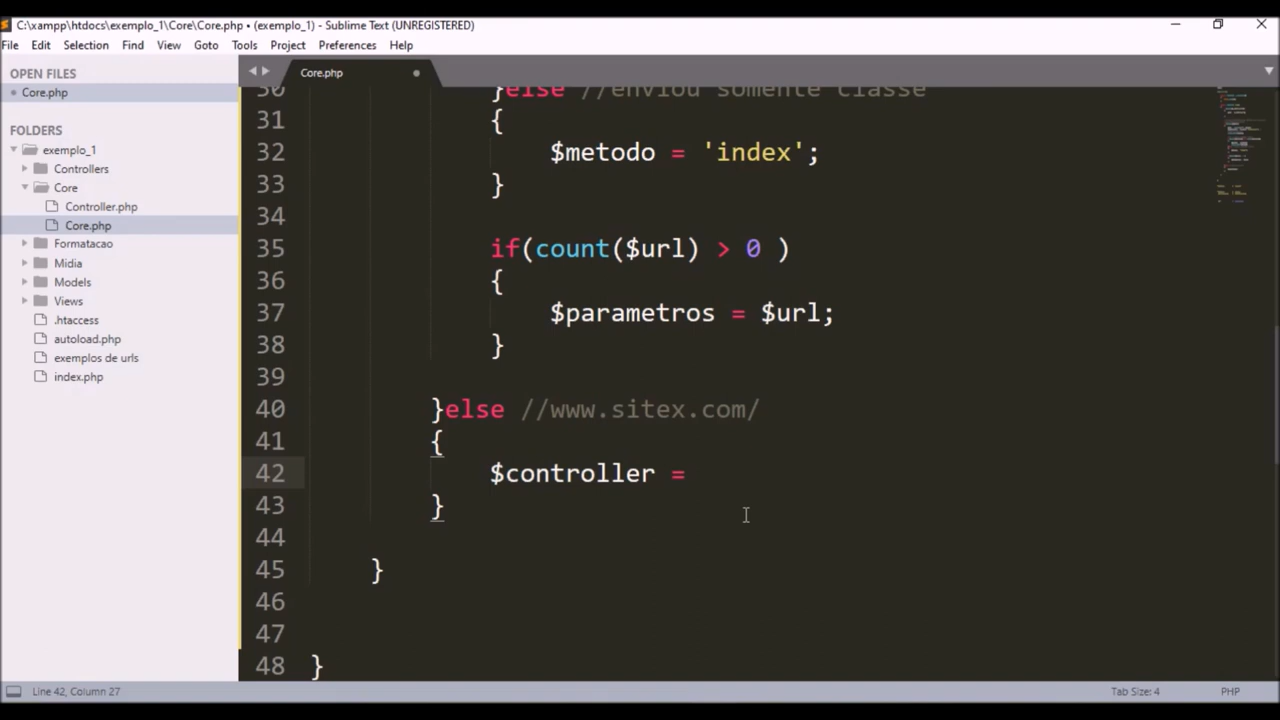 C:\xampp\htdocs\exemplo_1\Core\Core.php • (exemplo_1) - Sublime Text (UNREGISTERED)
File Edit Selection Find View Goto Tools Project Preferences Help
OPEN FILES
Core.php
FOLDERS
exemplo_1
Controllers
Core
Controller.php
Core.php
Formatacao
Midia
Models
Views
.htaccess
autoload.php
exemplos de urls
index.php
Core.php
30 }else //enviou somente classe
31 {
32 $metodo = 'index';
33 }
34
35 if(count($url) > 0 )
36 {
37 $parametros = $url;
38 }
39
40 }else //www.sitex.com/
41 {
42 $controller =
43 }
44
45 }
46
47
48 }
Line 42, Column 27
Tab Size: 4
PHP